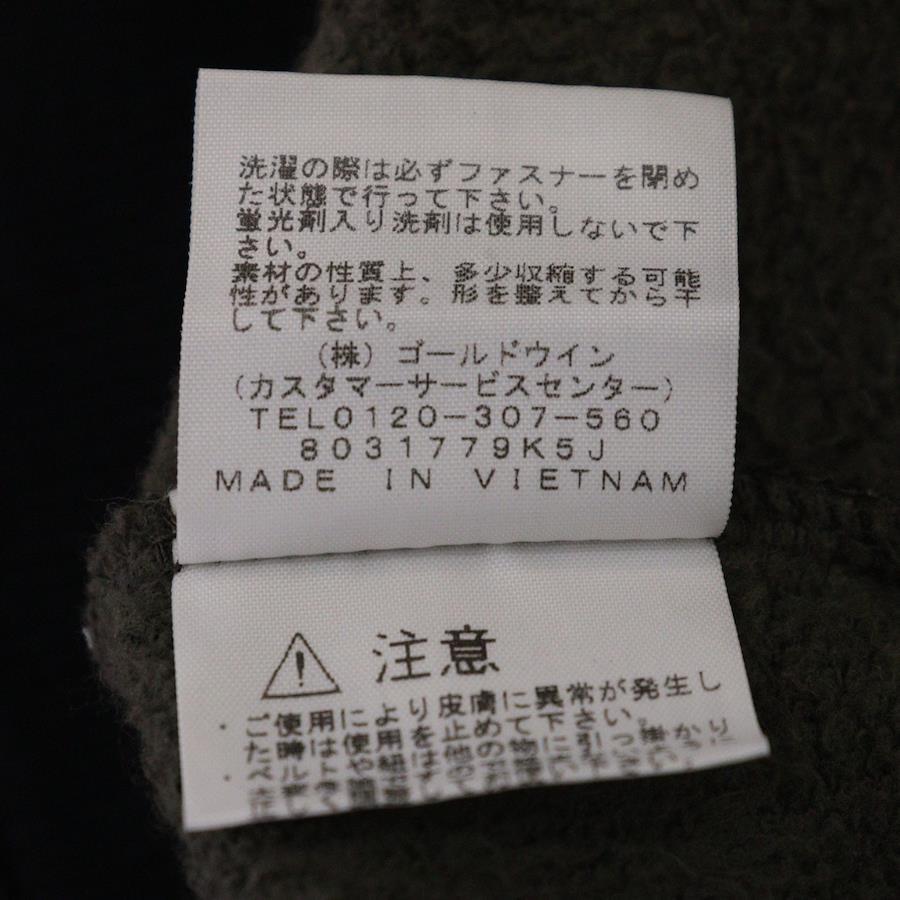 洗濯の際は必ずファスナーを閉め
た状態で行って下さい。
蛍光剤入り洗剤は使用しないで下
さい。
素材の性質上、多少収縮する可能
性があります。形を整えてから干
して下さい。
(株)ゴールドウイン
(カスタマーサービスセンター)
TEL0120-307-560
8031779K5J
MADE IN VIETNAM
注意
・ご使用により皮膚に異常が発生し
た時は使用を止めて下さい。